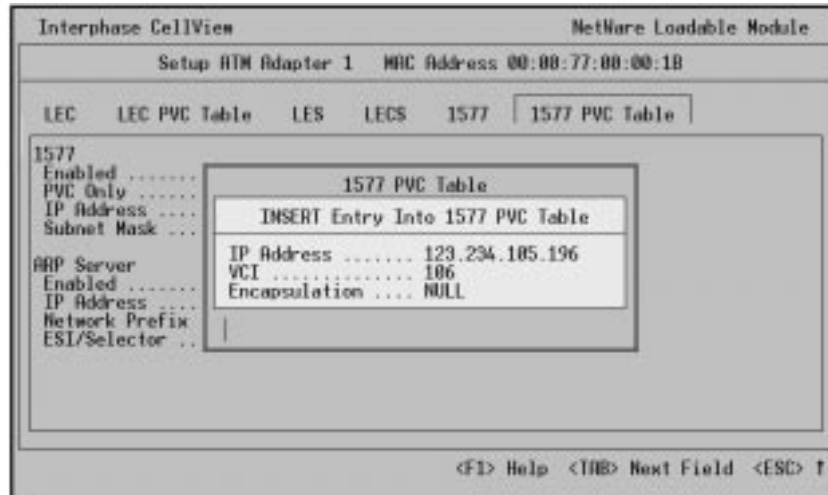 Interphase CellView NetWare Loadable Module
Setup ATM Adapter 1 MAC Address 00:00:77:00:00:1B
LEC LEC PVC Table LES LECS 1577 1577 PVC Table
1577
Enabled .......
PVC Only ......
IP Address ....
Subnet Mask ...
ARP Server
Enabled .......
IP Address ....
Network Prefix
ESI/Selector ..
1577 PVC Table
INSERT Entry Into 1577 PVC Table
IP Address ....... 123.234.105.196
VCI .............. 106
Encapsulation .... NULL
<F1> Help <TAB> Next Field <ESC> ↑